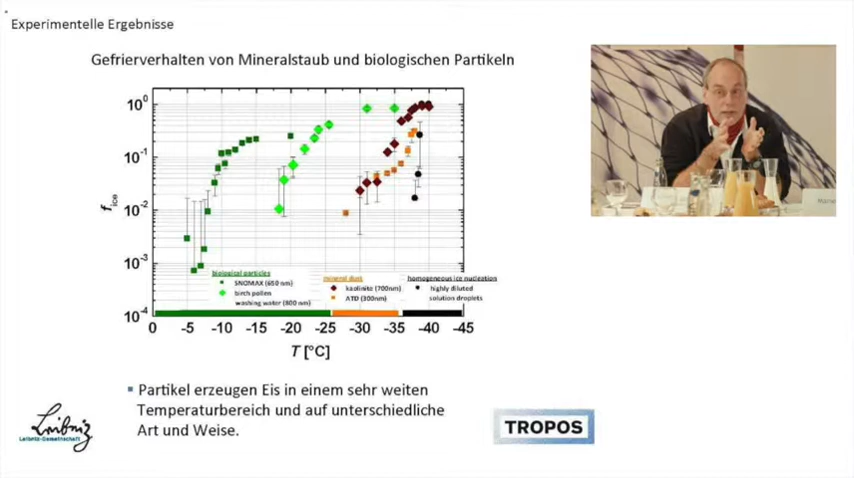 Experimentelle Ergebnisse
Gefrierverhalten von Mineralstaub und biologischen Partikeln
10^0
10^-1
10^-2
10^-3
10^-4
f_ice
biological particles
SNOMAX (650 nm)
birch pollen
washing water (800 nm)
mineral dust
kaolinite (700nm)
ATD (300nm)
homogeneous ice nucleation
highly diluted
solution droplets
0 -5 -10 -15 -20 -25 -30 -35 -40 -45
T [°C]
▪ Partikel erzeugen Eis in einem sehr weiten
Temperaturbereich und auf unterschiedliche
Art und Weise.
Leibniz
Leibniz-Gemeinschaft
TROPOS